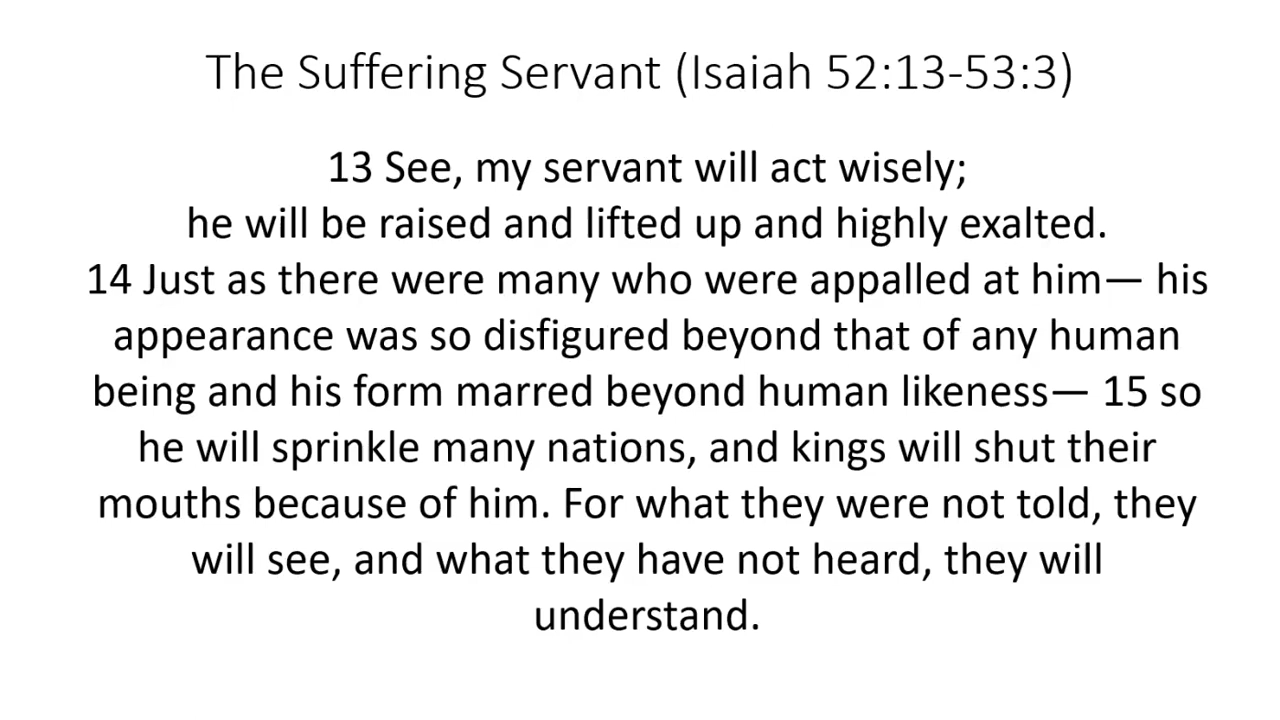 The Suffering Servant (Isaiah 52:13-53:3)
13 See, my servant will act wisely;
he will be raised and lifted up and highly exalted.
14 Just as there were many who were appalled at him— his
appearance was so disfigured beyond that of any human
being and his form marred beyond human likeness— 15 so
he will sprinkle many nations, and kings will shut their
mouths because of him. For what they were not told, they
will see, and what they have not heard, they will
understand.